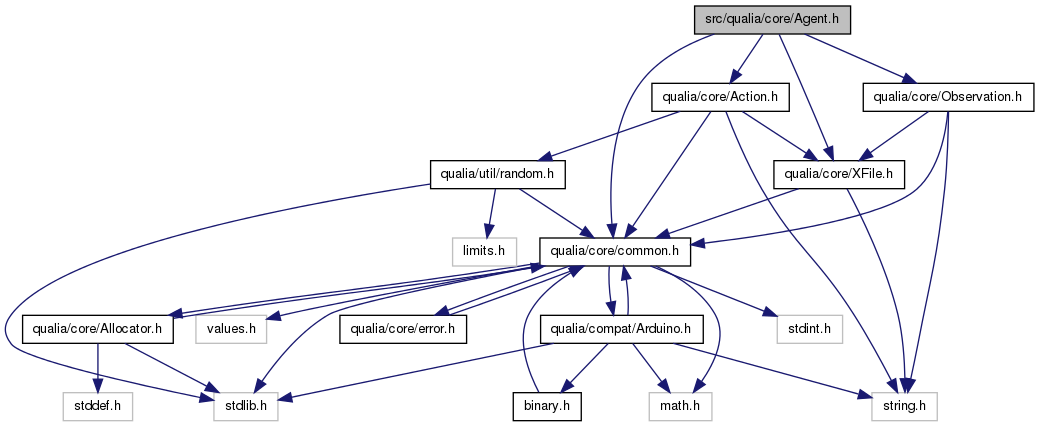 src/qualia/core/Agent.h
qualia/core/Action.h
qualia/core/Observation.h
qualia/util/random.h
qualia/core/XFile.h
limits.h
qualia/core/common.h
qualia/core/Allocator.h
values.h
qualia/core/error.h
qualia/compat/Arduino.h
stdint.h
stddef.h
stdlib.h
binary.h
math.h
string.h